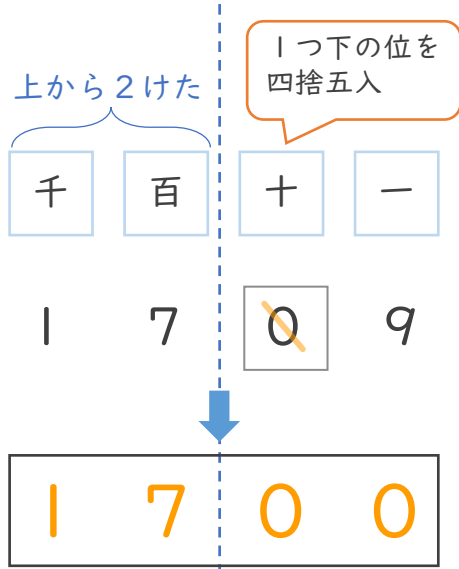 1つ下の位を
四捨五入
上から2けた
千 百 十 一
1 7 0 9
1 7 0 0